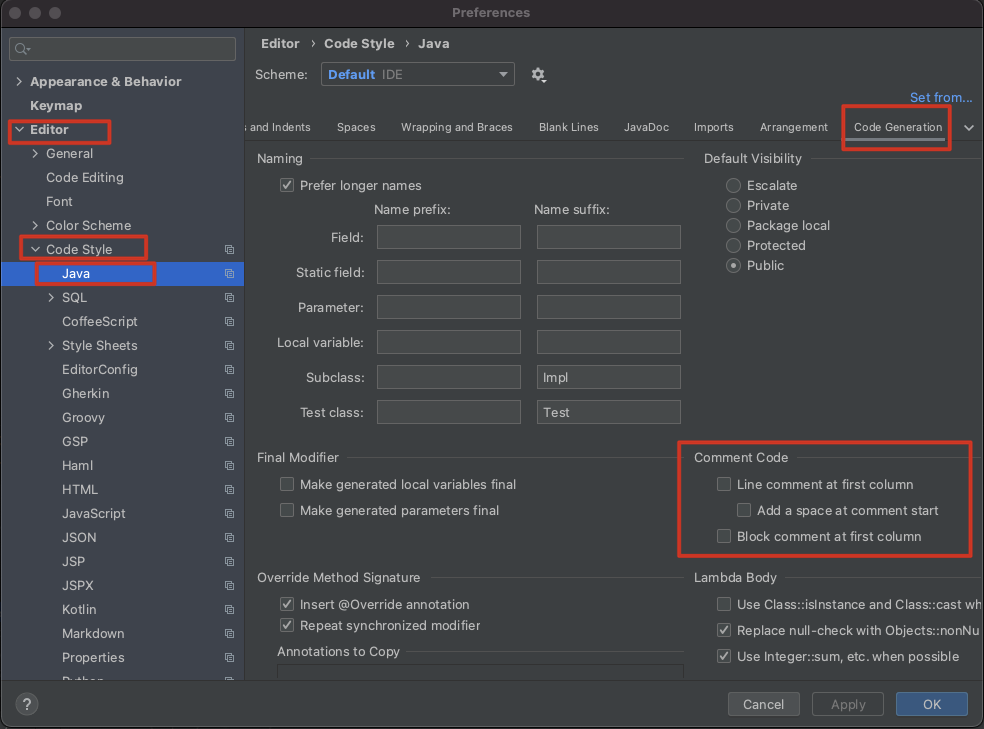 Preferences
Appearance & Behavior
Keymap
Editor
General
Code Editing
Font
Color Scheme
Code Style
Java
SQL
CoffeeScript
Style Sheets
EditorConfig
Gherkin
Groovy
GSP
Haml
HTML
JavaScript
JSON
JSP
JSPX
Kotlin
Markdown
Properties
Python
Editor › Code Style › Java
Scheme: Default IDE
Set from...
s and Indents Spaces Wrapping and Braces Blank Lines JavaDoc Imports Arrangement Code Generation
Naming
Prefer longer names
Name prefix: Name suffix:
Field:
Static field:
Parameter:
Local variable:
Subclass: Impl
Test class: Test
Default Visibility
Escalate
Private
Package local
Protected
Public
Final Modifier
Make generated local variables final
Make generated parameters final
Comment Code
Line comment at first column
Add a space at comment start
Block comment at first column
Override Method Signature
Insert @Override annotation
Repeat synchronized modifier
Annotations to Copy
Lambda Body
Use Class::isInstance and Class::cast wh
Replace null-check with Objects::nonNu
Use Integer::sum, etc. when possible
?
Cancel Apply OK